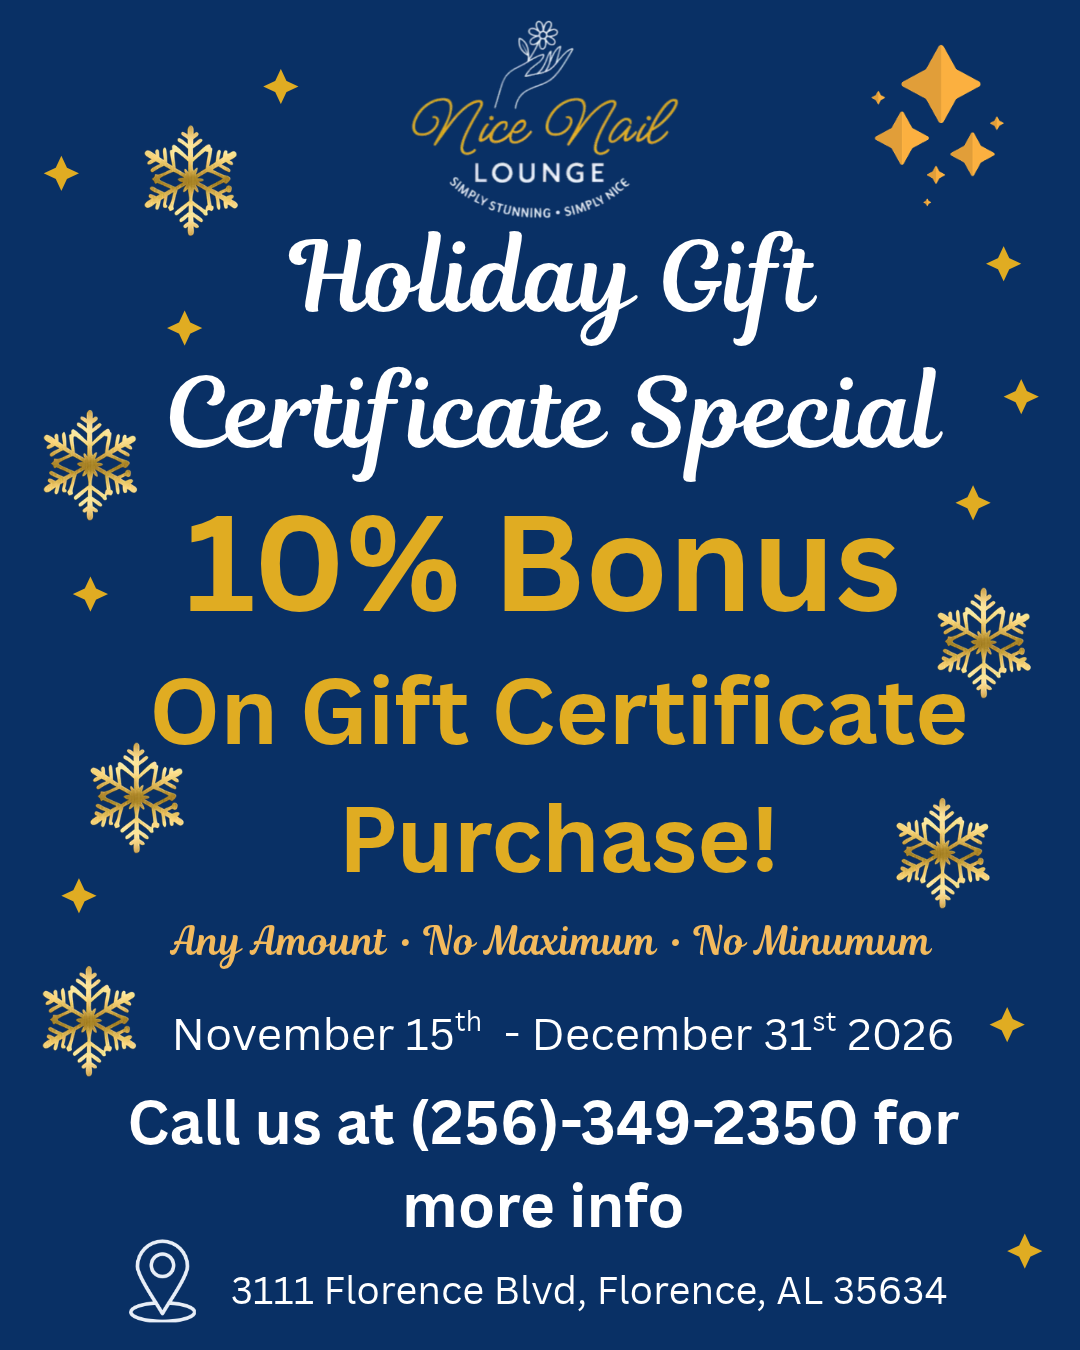 Nice Nail
LOUNGE
SIMPLY STUNNING • SIMPLY NICE
Holiday Gift
Certificate Special
10% Bonus
On Gift Certificate
Purchase!
Any Amount • No Maximum • No Minumum
November 15th - December 31st 2026
Call us at (256)-349-2350 for
more info
3111 Florence Blvd, Florence, AL 35634